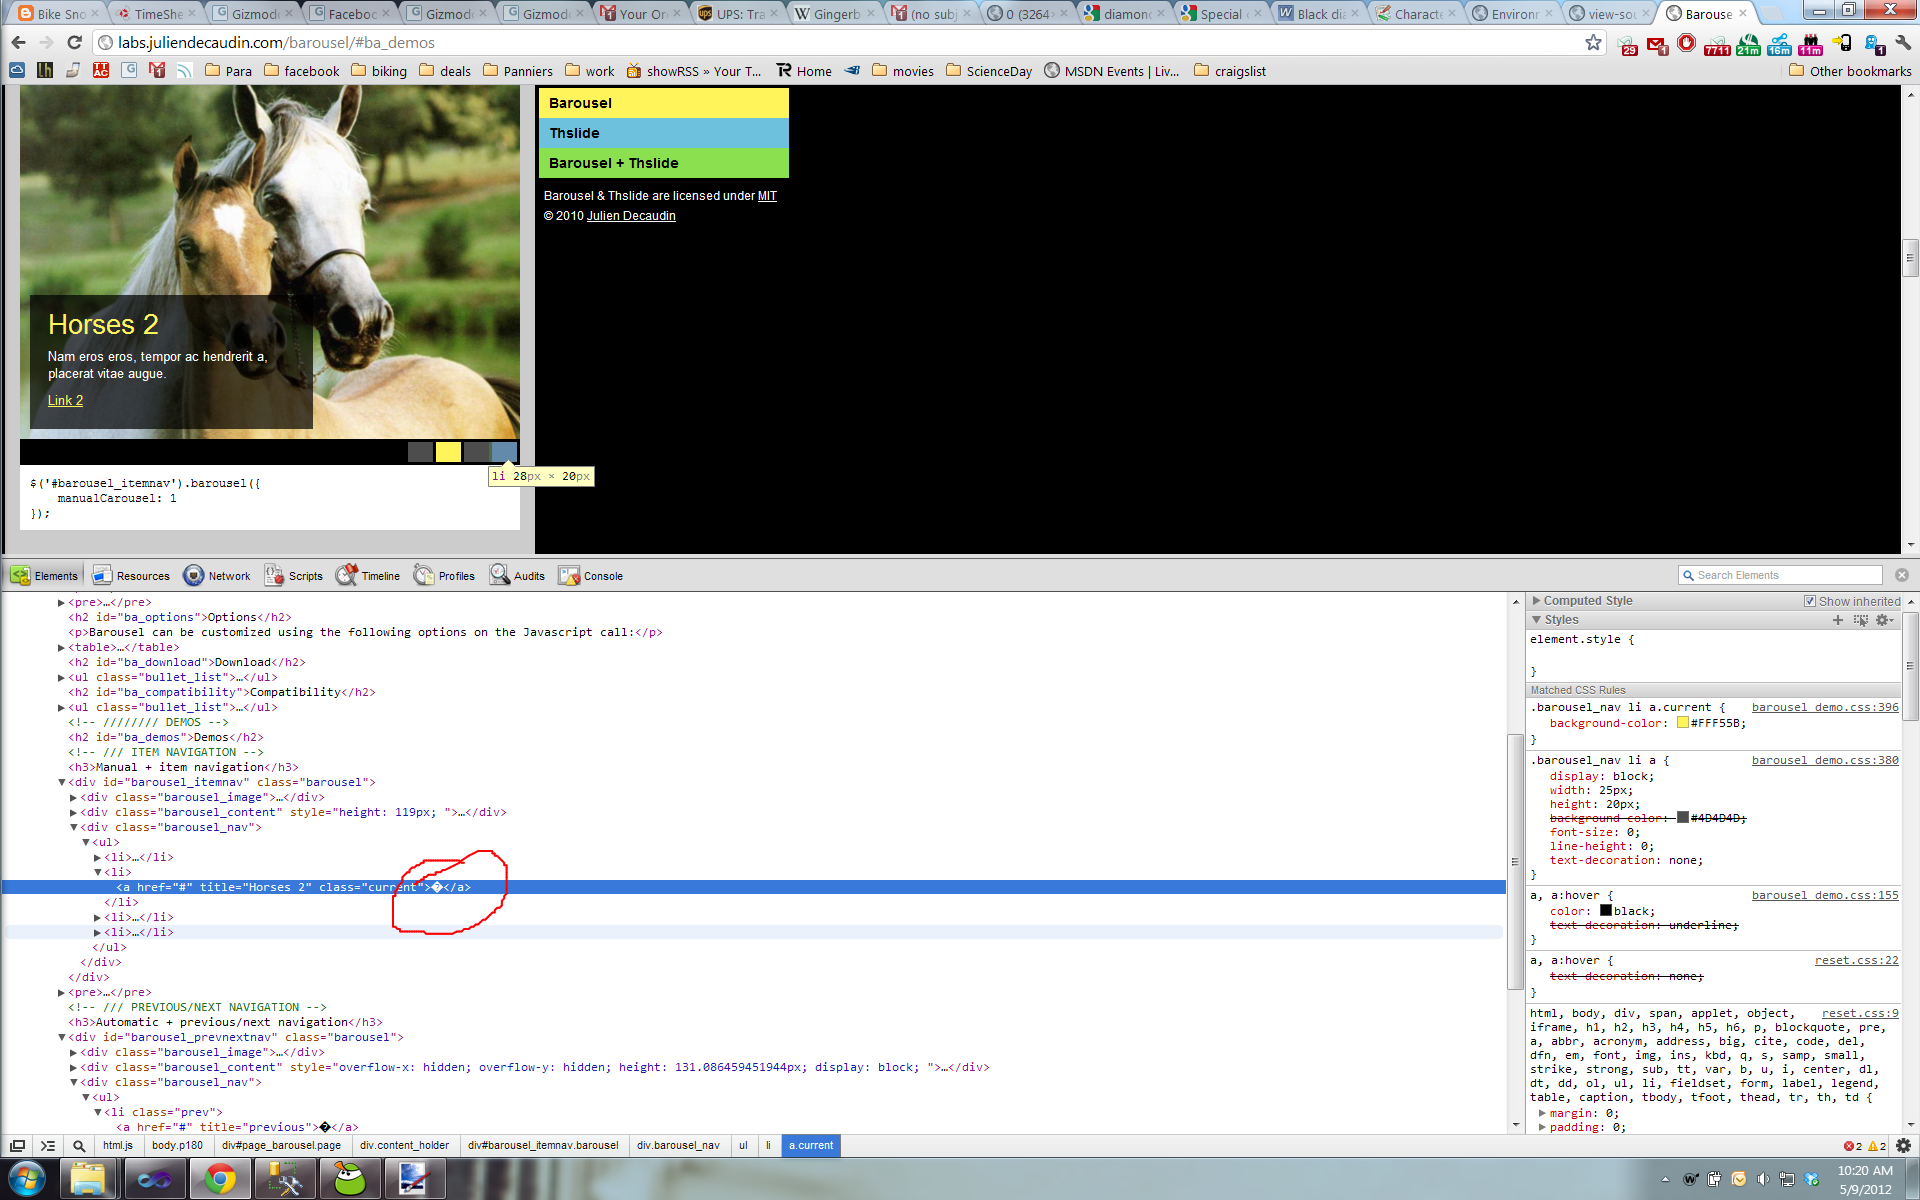 Bike Sno
TimeShe
Gizmod
Faceboo
Gizmod
Gizmod
Your Or
UPS: Tra
Gingerb
(no subj
0 (3264×
diamon
Special
Black dia
Characte
Environ
view-sou
Barouse
labs.juliendecaudin.com/barousel/#ba_demos
29
1
7711
21m
16m
11m
1
Para
facebook
biking
deals
Panniers
work
showRSS » Your T...
Home
movies
ScienceDay
MSDN Events | Liv...
craigslist
Other bookmarks
Barousel
Thslide
Barousel + Thslide
Barousel & Thslide are licensed under MIT
© 2010 Julien Decaudin
Horses 2
Nam eros eros, tempor ac hendrerit a,
placerat vitae augue.
Link 2
li 28px × 20px
$('#barousel_itemnav').barousel({
manualCarousel: 1
});
Elements
Resources
Network
Scripts
Timeline
Profiles
Audits
Console
Search Elements
<pre>…</pre>
<h2 id="ba_options">Options</h2>
<p>Barousel can be customized using the following options on the Javascript call:</p>
<table>…</table>
<h2 id="ba_download">Download</h2>
<ul class="bullet_list">…</ul>
<h2 id="ba_compatibility">Compatibility</h2>
<ul class="bullet_list">…</ul>
<!-- //////// DEMOS -->
<h2 id="ba_demos">Demos</h2>
<!-- /// ITEM NAVIGATION -->
<h3>Manual + item navigation</h3>
<div id="barousel_itemnav" class="barousel">
<div class="barousel_image">…</div>
<div class="barousel_content" style="height: 119px; ">…</div>
<div class="barousel_nav">
<ul>
<li>…</li>
<li>
<a href="#" title="Horses 2" class="current">�</a>
</li>
<li>…</li>
<li>…</li>
</ul>
</div>
</div>
<pre>…</pre>
<!-- /// PREVIOUS/NEXT NAVIGATION -->
<h3>Automatic + previous/next navigation</h3>
<div id="barousel_prevnextnav" class="barousel">
<div class="barousel_image">…</div>
<div class="barousel_content" style="overflow-x: hidden; overflow-y: hidden; height: 131.086459451944px; display: block; ">…</div>
<div class="barousel_nav">
<ul>
<li class="prev">
<a href="#" title="previous">�</a>
Computed Style
Show inherited
Styles
element.style {
}
Matched CSS Rules
.barousel_nav li a.current { barousel_demo.css:396
background-color: #FFF55B;
}
.barousel_nav li a { barousel_demo.css:380
display: block;
width: 25px;
height: 20px;
background-color: #4D4D4D;
font-size: 0;
line-height: 0;
text-decoration: none;
}
a, a:hover { barousel_demo.css:155
color: black;
text-decoration: underline;
}
a, a:hover { reset.css:22
text-decoration: none;
}
html, body, div, span, applet, object, reset.css:9
iframe, h1, h2, h3, h4, h5, h6, p, blockquote, pre,
a, abbr, acronym, address, big, cite, code, del,
dfn, em, font, img, ins, kbd, q, s, samp, small,
strike, strong, sub, tt, var, b, u, i, center, dl,
dt, dd, ol, ul, li, fieldset, form, label, legend,
table, caption, tbody, tfoot, thead, tr, th, td {
margin: 0;
padding: 0;
html.js
body.p180
div#page_barousel.page
div.content_holder
div#barousel_itemnav.barousel
div.barousel_nav
ul
li
a.current
2
2
10:20 AM
5/9/2012